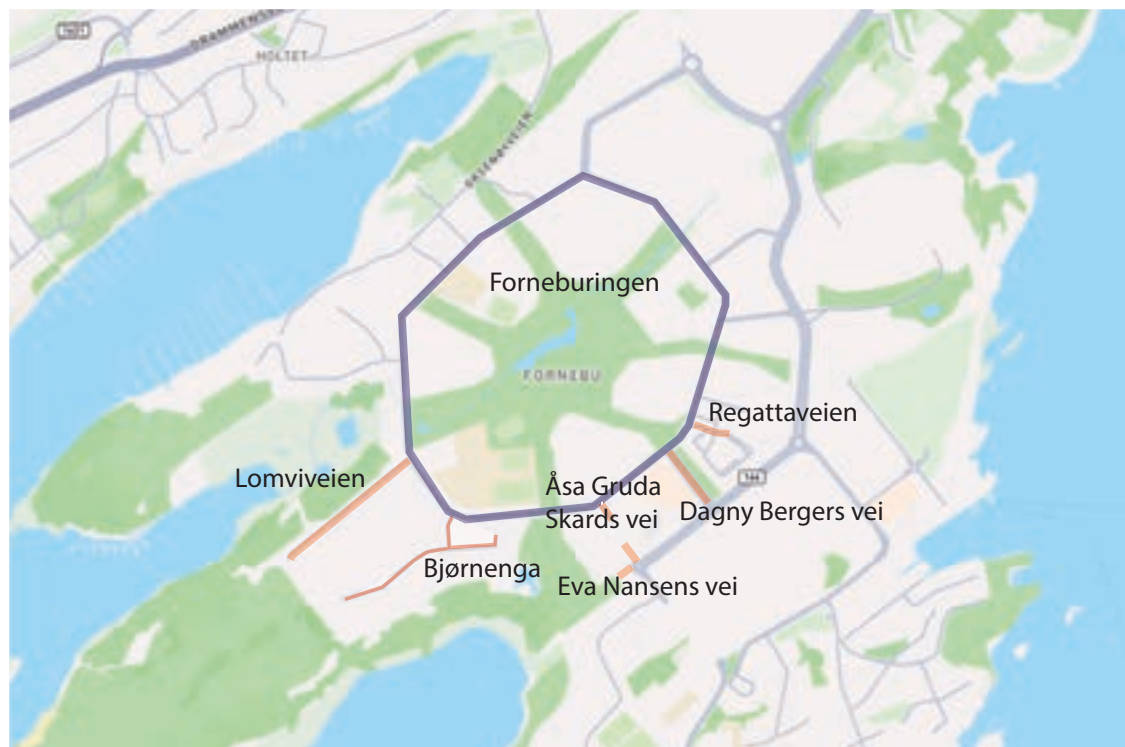 HOLTET
Forneburingen
FORNEBU
Regattaveien
Lomviveien
Åsa Gruda
Skards vei
Dagny Bergers vei
Bjørnenga
Eva Nansens vei